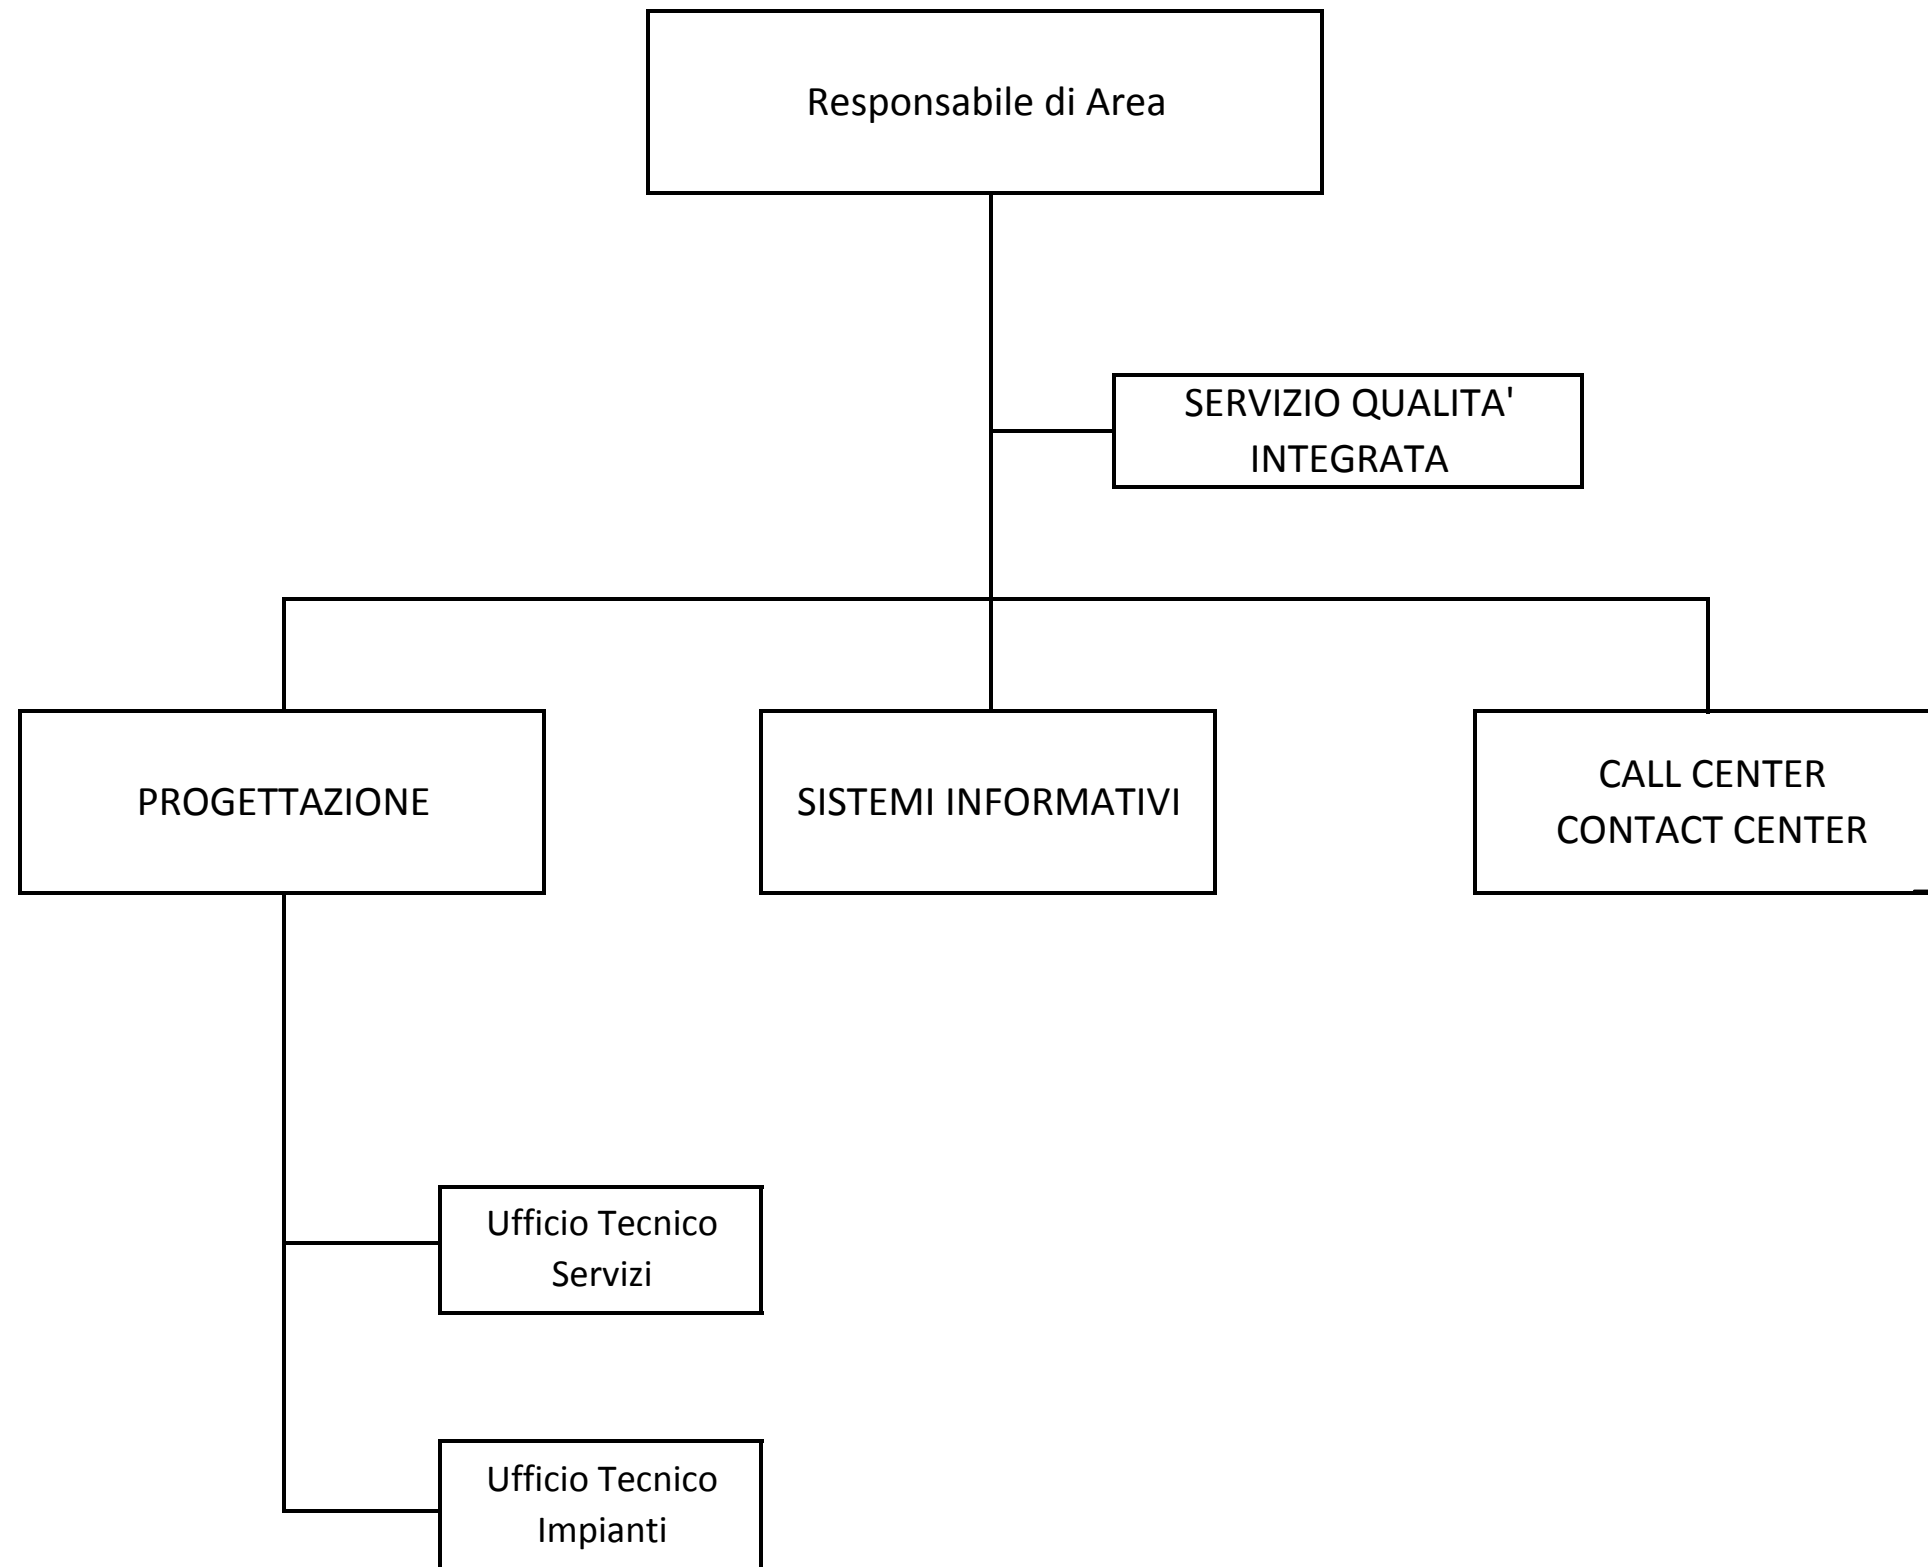 Responsabile di Area
SERVIZIO QUALITA'
INTEGRATA
PROGETTAZIONE
SISTEMI INFORMATIVI
CALL CENTER
CONTACT CENTER
Ufficio Tecnico
Servizi
Ufficio Tecnico
Impianti